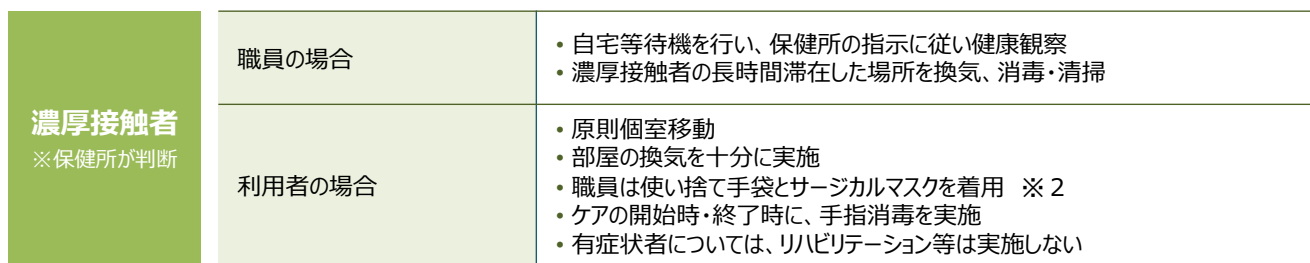 濃厚接触者
※保健所が判断
職員の場合
• 自宅等待機を行い、保健所の指示に従い健康観察
• 濃厚接触者の長時間滞在した場所を換気、消毒・清掃
利用者の場合
• 原則個室移動
• 部屋の換気を十分に実施
• 職員は使い捨て手袋とサージカルマスクを着用　※２
• ケアの開始時・終了時に、手指消毒を実施
• 有症状者については、リハビリテーション等は実施しない